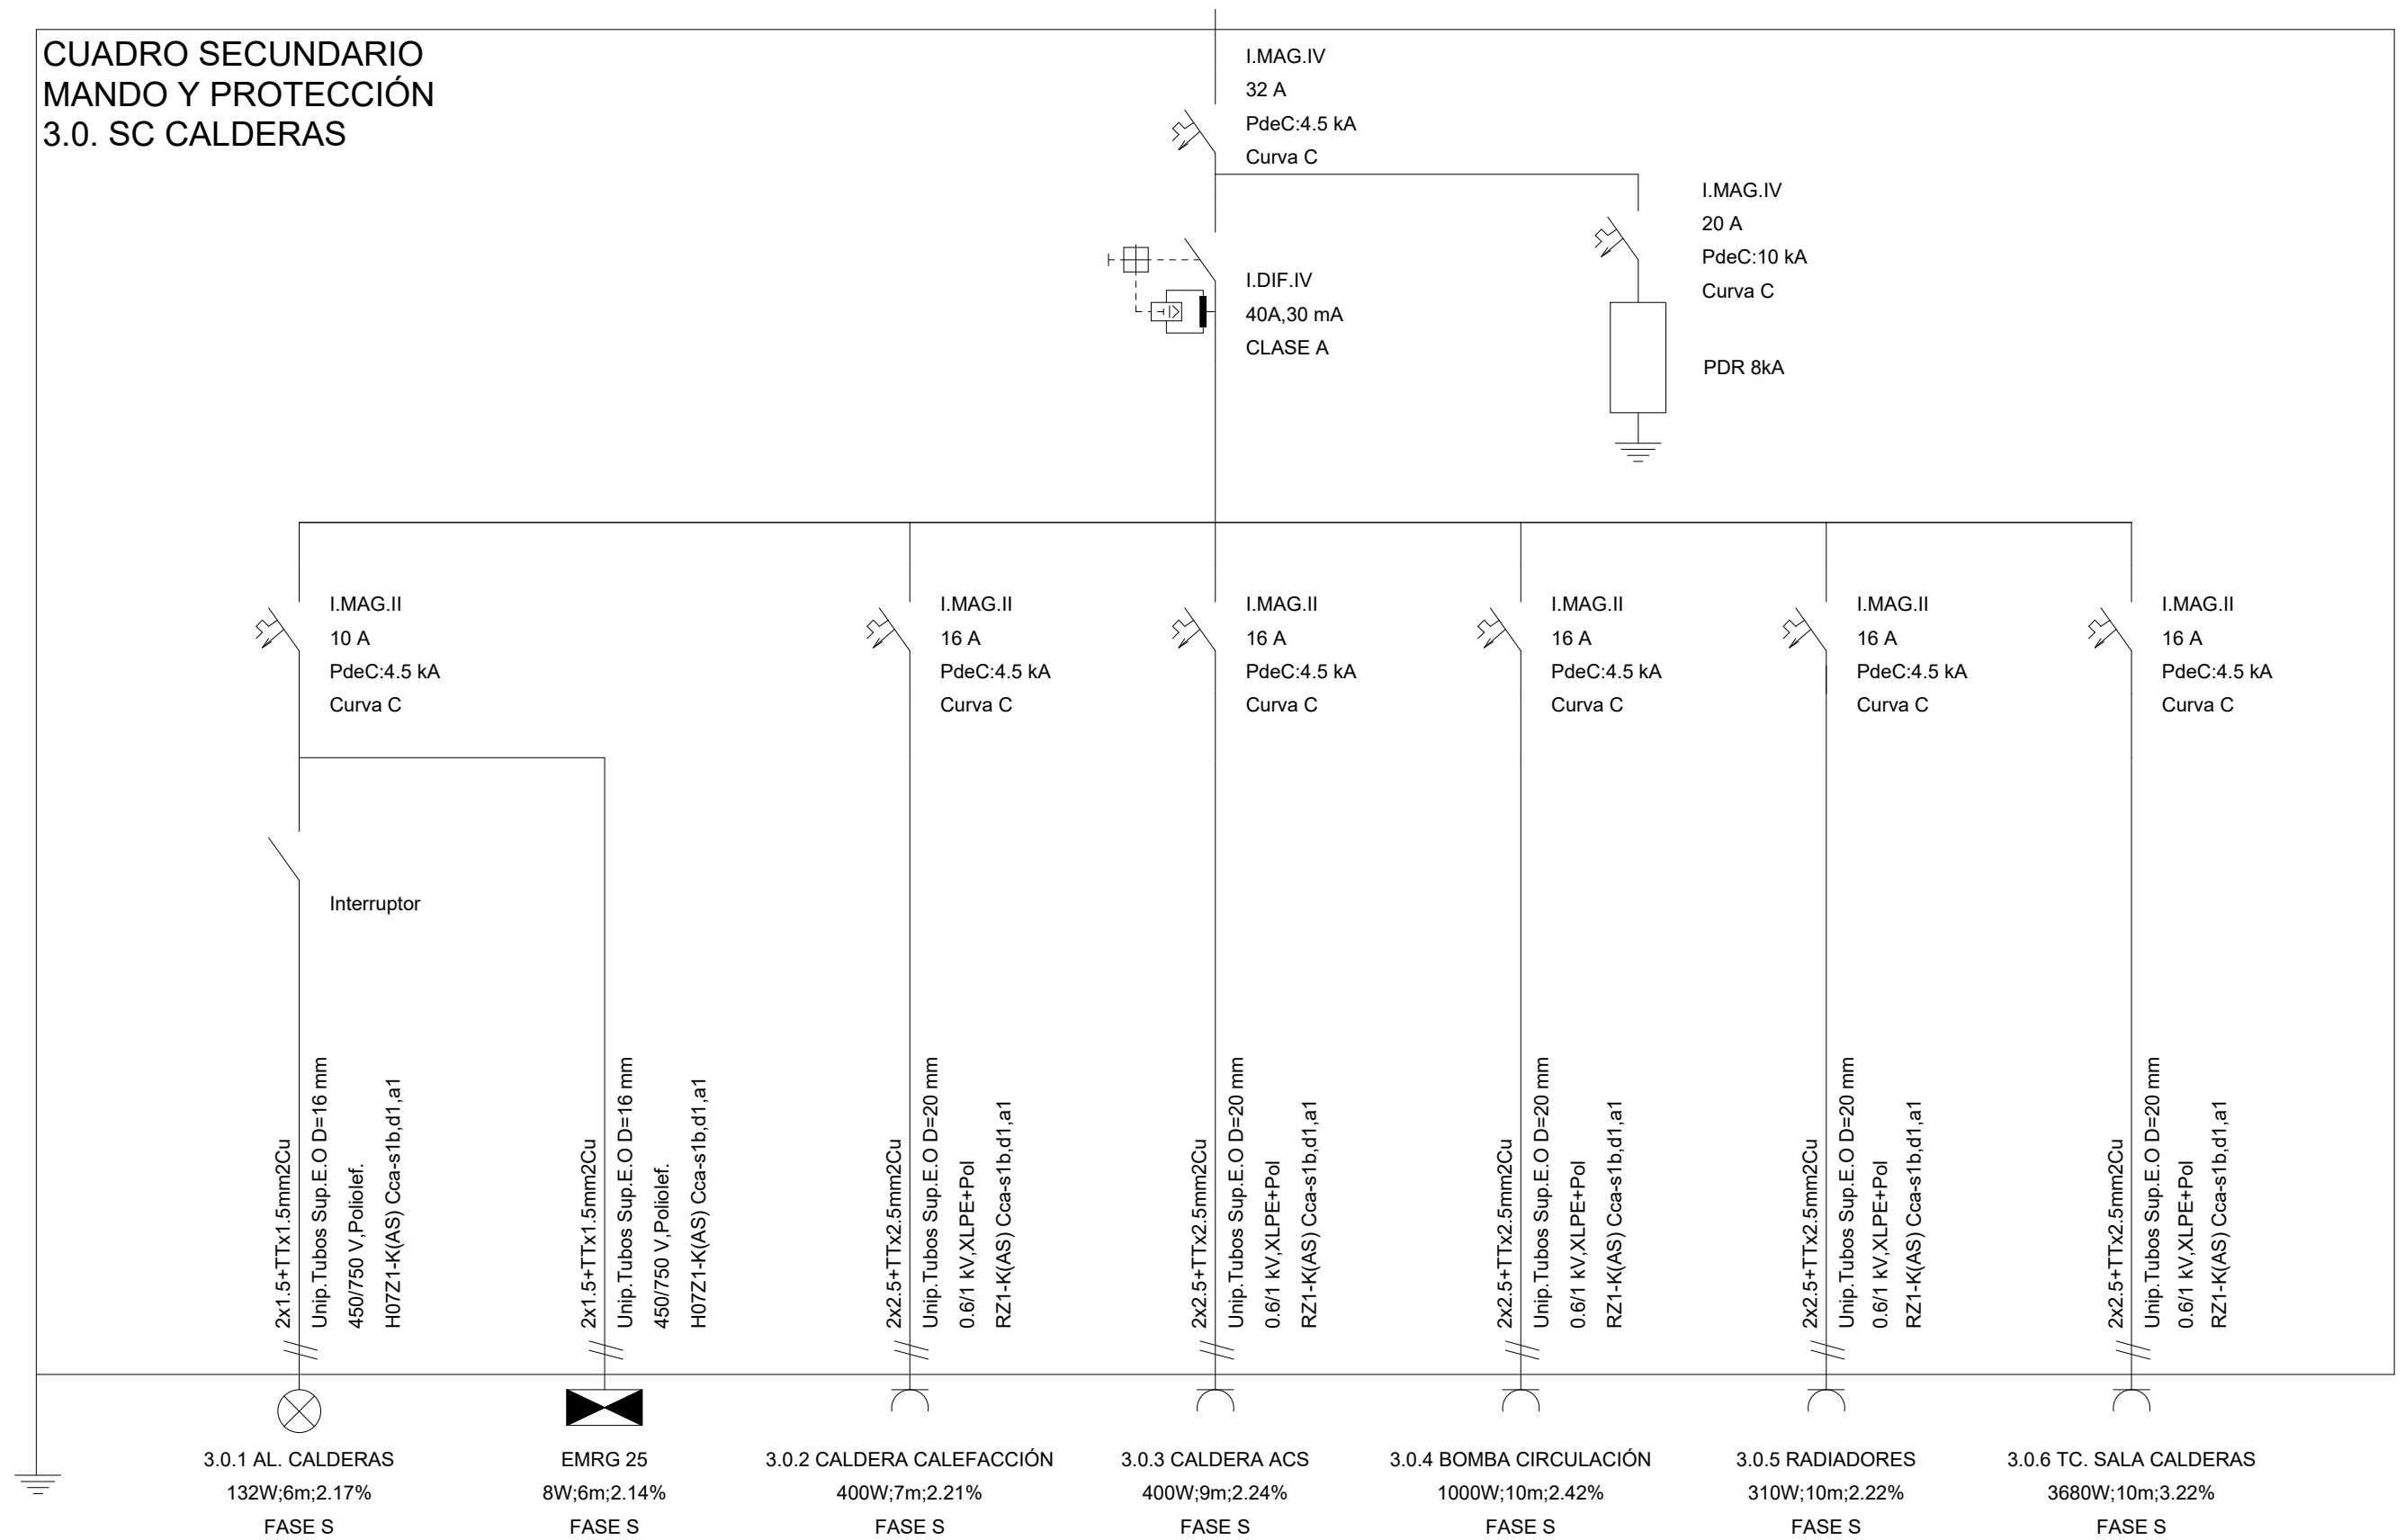 CUADRO SECUNDARIO
MANDO Y PROTECCIÓN
3.0. SC CALDERAS
I.MAG.IV
32 A
PdeC:4.5 kA
Curva C
I.MAG.IV
20 A
PdeC:10 kA
Curva C
I.DIF.IV
40A,30 mA
CLASE A
PDR 8kA
I.MAG.II
10 A
PdeC:4.5 kA
Curva C
I.MAG.II
16 A
PdeC:4.5 kA
Curva C
I.MAG.II
16 A
PdeC:4.5 kA
Curva C
I.MAG.II
16 A
PdeC:4.5 kA
Curva C
I.MAG.II
16 A
PdeC:4.5 kA
Curva C
I.MAG.II
16 A
PdeC:4.5 kA
Curva C
Interruptor
2x1.5+TTx1.5mm2Cu
Unip.Tubos Sup.E.O D=16 mm
450/750 V,Poliolef.
H07Z1-K(AS) Cca-s1b,d1,a1
2x1.5+TTx1.5mm2Cu
Unip.Tubos Sup.E.O D=16 mm
450/750 V,Poliolef.
H07Z1-K(AS) Cca-s1b,d1,a1
2x2.5+TTx2.5mm2Cu
Unip.Tubos Sup.E.O D=20 mm
0.6/1 kV,XLPE+Pol
RZ1-K(AS) Cca-s1b,d1,a1
2x2.5+TTx2.5mm2Cu
Unip.Tubos Sup.E.O D=20 mm
0.6/1 kV,XLPE+Pol
RZ1-K(AS) Cca-s1b,d1,a1
2x2.5+TTx2.5mm2Cu
Unip.Tubos Sup.E.O D=20 mm
0.6/1 kV,XLPE+Pol
RZ1-K(AS) Cca-s1b,d1,a1
2x2.5+TTx2.5mm2Cu
Unip.Tubos Sup.E.O D=20 mm
0.6/1 kV,XLPE+Pol
RZ1-K(AS) Cca-s1b,d1,a1
2x2.5+TTx2.5mm2Cu
Unip.Tubos Sup.E.O D=20 mm
0.6/1 kV,XLPE+Pol
RZ1-K(AS) Cca-s1b,d1,a1
3.0.1 AL. CALDERAS
132W;6m;2.17%
FASE S
EMRG 25
8W;6m;2.14%
FASE S
3.0.2 CALDERA CALEFACCIÓN
400W;7m;2.21%
FASE S
3.0.3 CALDERA ACS
400W;9m;2.24%
FASE S
3.0.4 BOMBA CIRCULACIÓN
1000W;10m;2.42%
FASE S
3.0.5 RADIADORES
310W;10m;2.22%
FASE S
3.0.6 TC. SALA CALDERAS
3680W;10m;3.22%
FASE S